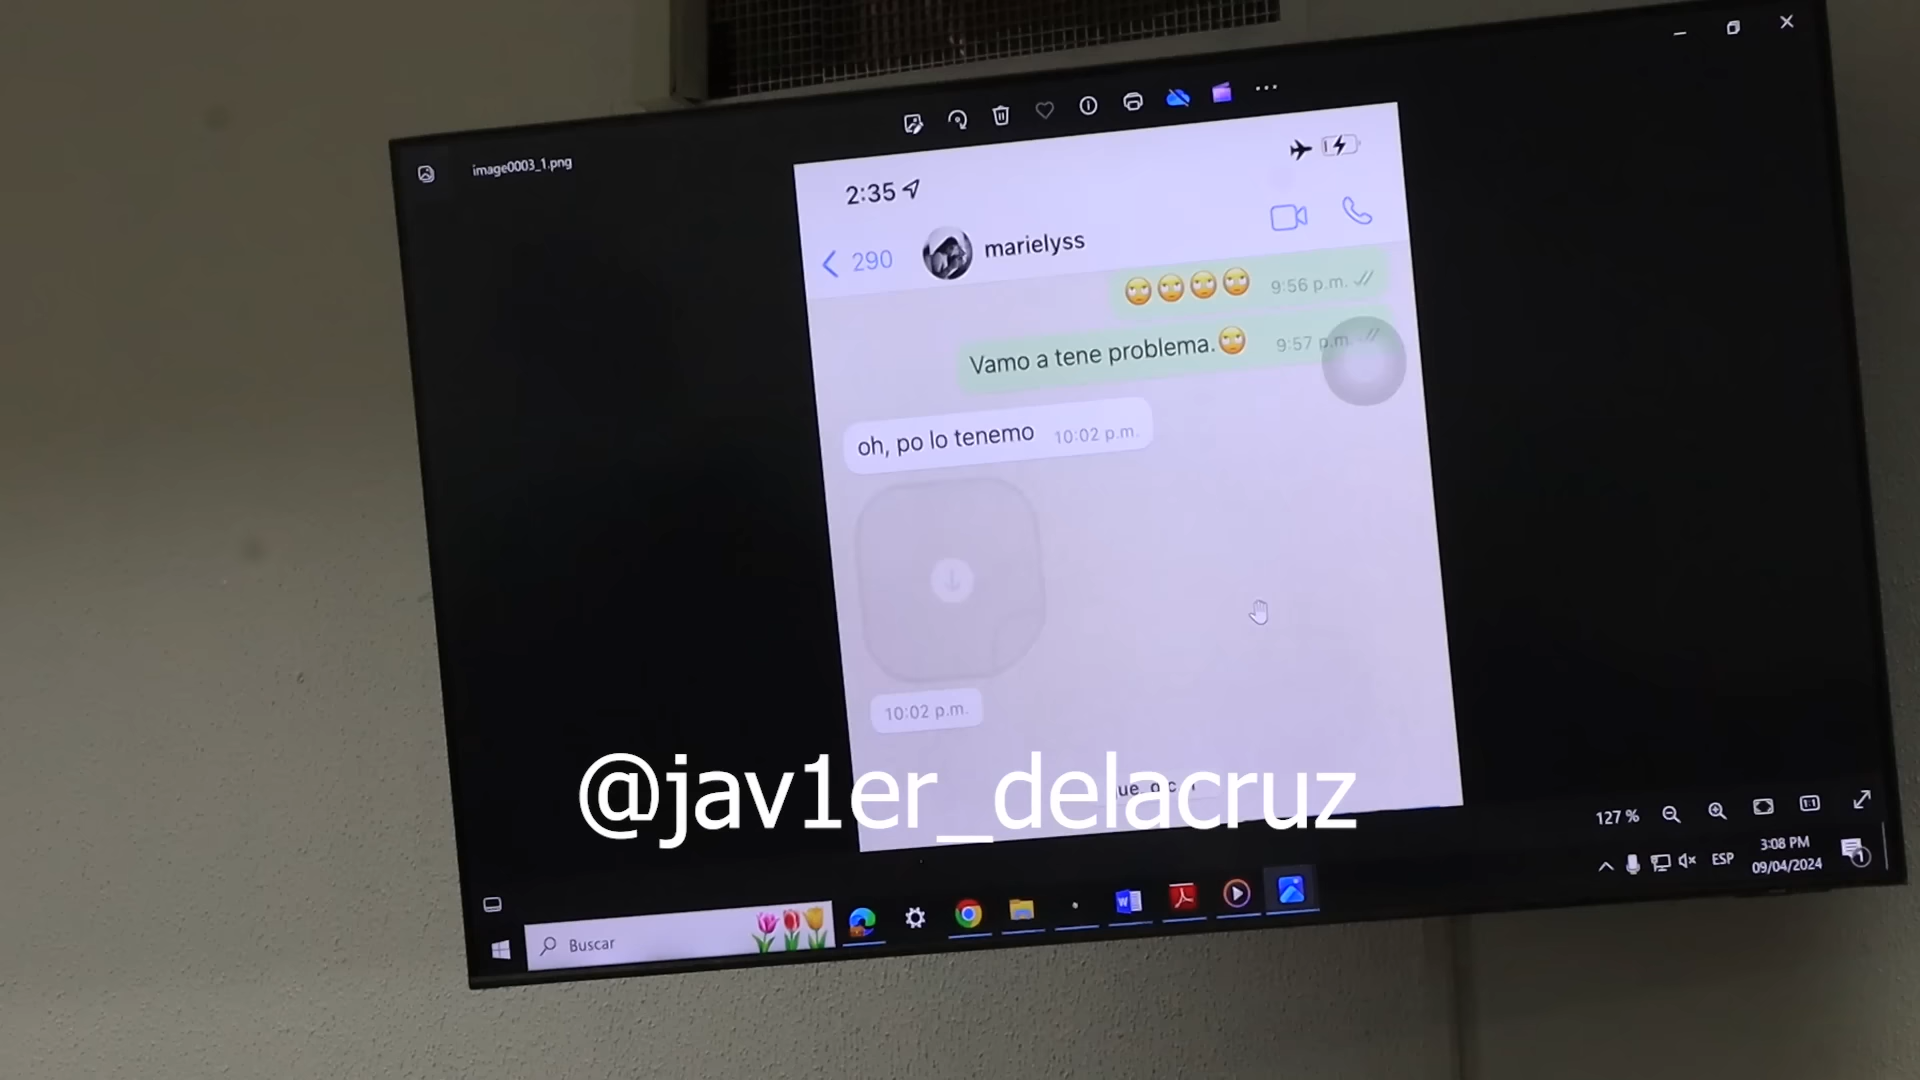 image0003_1.png
2:35
290
marielyss
🙄🙄🙄🙄 9:56 p.m.
Vamo a tene problema.🙄 9:57 p.m.
oh, po lo tenemo 10:02 p.m.
10:02 p.m.
@jav1er_delacruz
127 %
Buscar
ESP
3:08 PM
09/04/2024
1